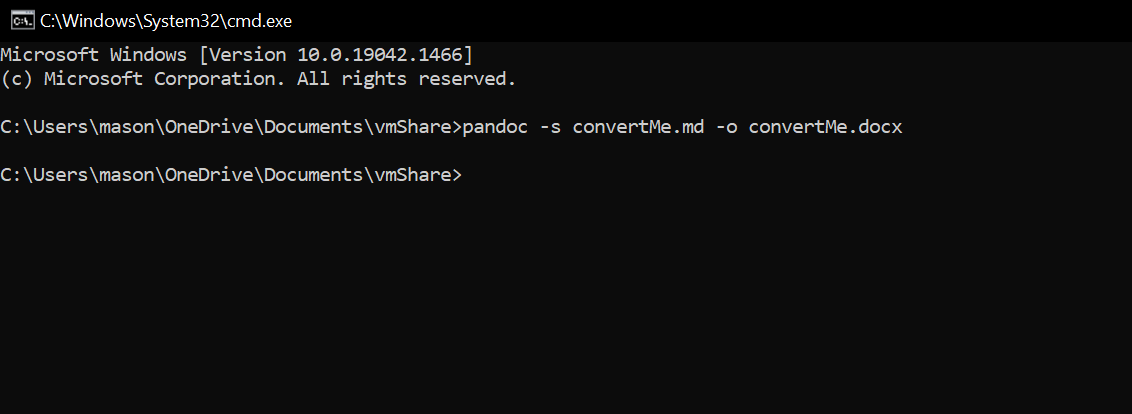 C:\Windows\System32\cmd.exe
Microsoft Windows [Version 10.0.19042.1466]
(c) Microsoft Corporation. All rights reserved.
C:\Users\mason\OneDrive\Documents\vmShare>pandoc -s convertMe.md -o convertMe.docx
C:\Users\mason\OneDrive\Documents\vmShare>